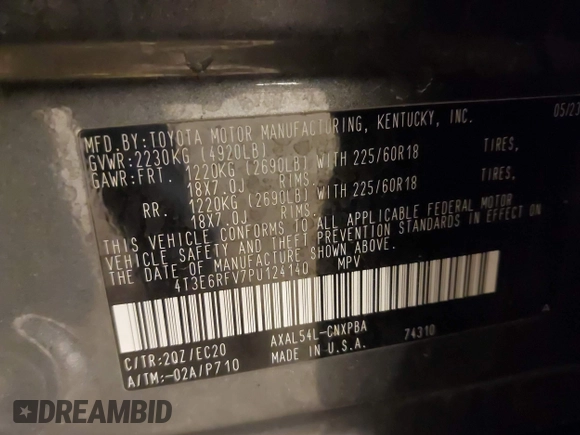 MFD.BY:TOYOTA MOTOR MANUFACTURING, KENTUCKY, INC. 05/23
GVWR:2230KG (4920LB)
GAWR:FRT. 1220KG (2690LB) WITH 225/60R18 TIRES,
18X7.0J RIMS.
RR. 1220KG (2690LB) WITH 225/60R18 TIRES,
18X7.0J RIMS.
THIS VEHICLE CONFORMS TO ALL APPLICABLE FEDERAL MOTOR
VEHICLE SAFETY AND THEFT PREVENTION STANDARDS IN EFFECT ON
THE DATE OF MANUFACTURE SHOWN ABOVE.
4T3E6RFV7PU124140 MPV
C/TR:2QZ/EC20 AXAL54L-CNXPBA 74310
A/TM:-02A/P710 MADE IN U.S.A.
DREAMBID